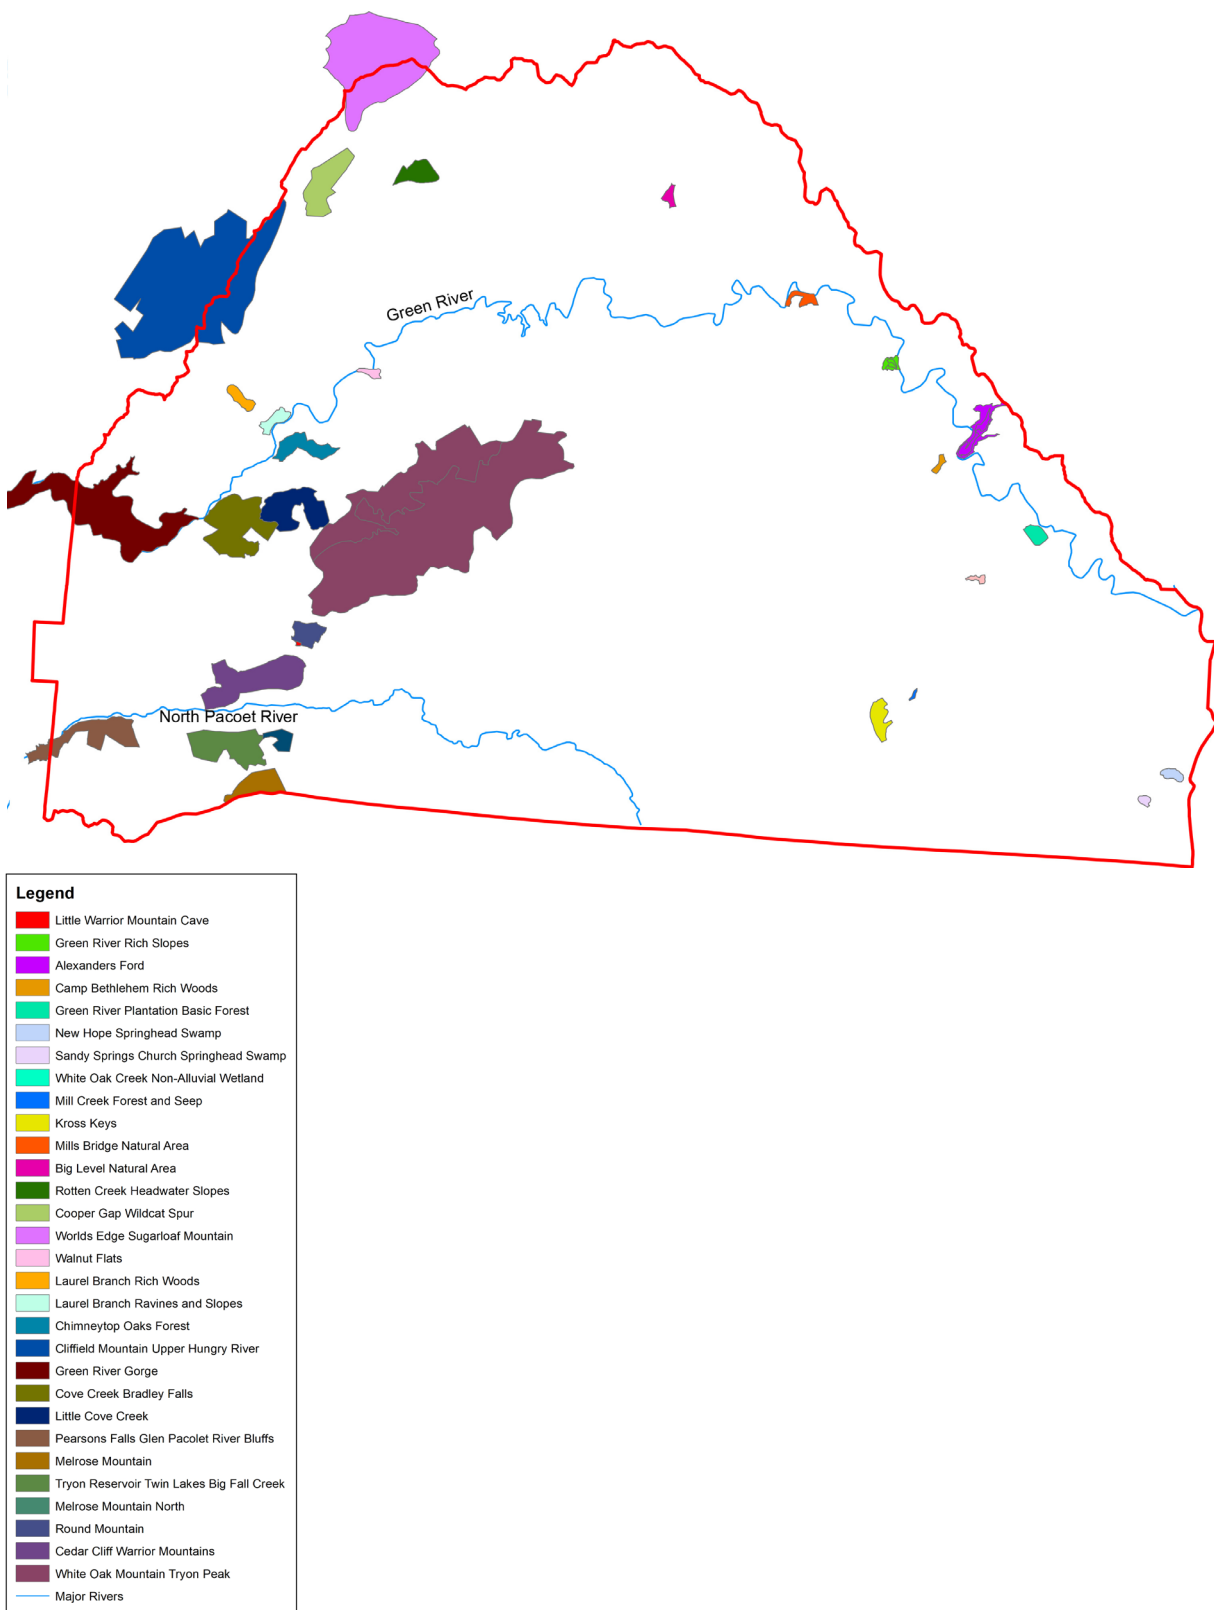 Green River
North Pacoet River
Legend
Little Warrior Mountain Cave
Green River Rich Slopes
Alexanders Ford
Camp Bethlehem Rich Woods
Green River Plantation Basic Forest
New Hope Springhead Swamp
Sandy Springs Church Springhead Swamp
White Oak Creek Non-Alluvial Wetland
Mill Creek Forest and Seep
Kross Keys
Mills Bridge Natural Area
Big Level Natural Area
Rotten Creek Headwater Slopes
Cooper Gap Wildcat Spur
Worlds Edge Sugarloaf Mountain
Walnut Flats
Laurel Branch Rich Woods
Laurel Branch Ravines and Slopes
Chimneytop Oaks Forest
Cliffield Mountain Upper Hungry River
Green River Gorge
Cove Creek Bradley Falls
Little Cove Creek
Pearsons Falls Glen Pacolet River Bluffs
Melrose Mountain
Tryon Reservoir Twin Lakes Big Fall Creek
Melrose Mountain North
Round Mountain
Cedar Cliff Warrior Mountains
White Oak Mountain Tryon Peak
Major Rivers